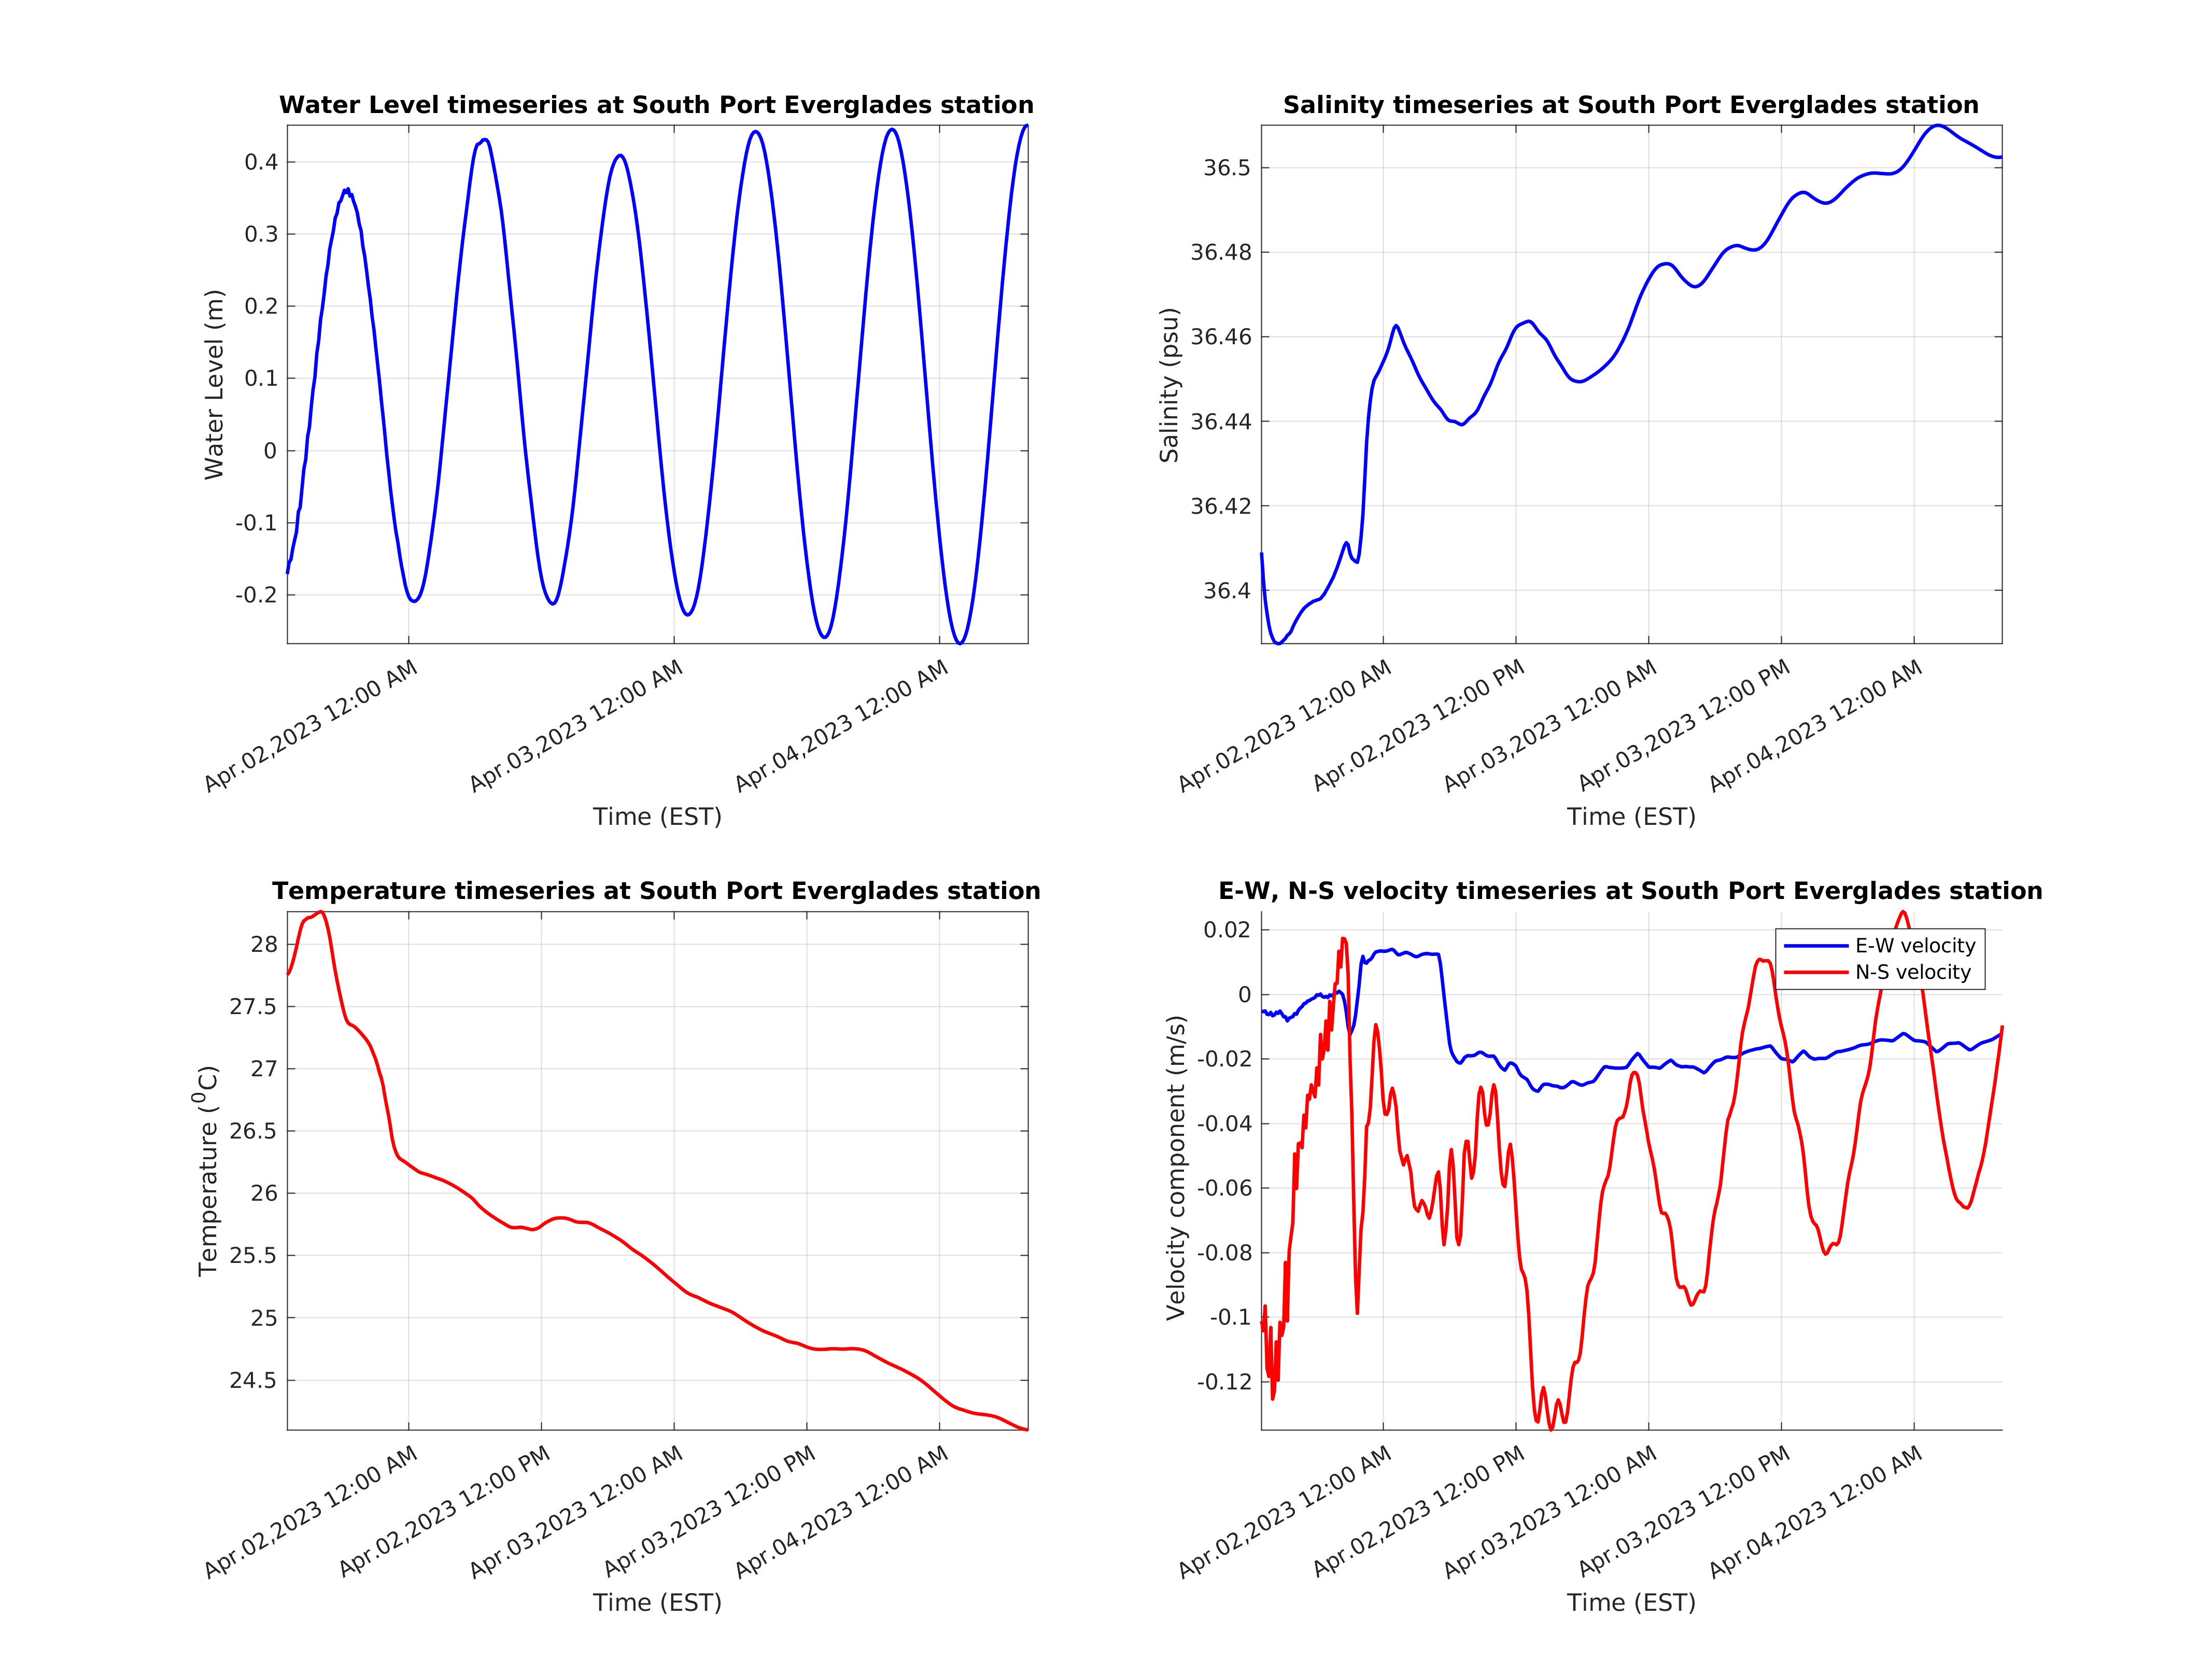 Water Level timeseries at South Port Everglades station
Water Level (m)
0.4
0.3
0.2
0.1
0
-0.1
-0.2
Apr.02,2023 12:00 AM
Apr.03,2023 12:00 AM
Apr.04,2023 12:00 AM
Time (EST)
Salinity timeseries at South Port Everglades station
Salinity (psu)
36.5
36.48
36.46
36.44
36.42
36.4
Apr.02,2023 12:00 AM
Apr.02,2023 12:00 PM
Apr.03,2023 12:00 AM
Apr.03,2023 12:00 PM
Apr.04,2023 12:00 AM
Time (EST)
Temperature timeseries at South Port Everglades station
Temperature (⁰C)
28
27.5
27
26.5
26
25.5
25
24.5
Apr.02,2023 12:00 AM
Apr.02,2023 12:00 PM
Apr.03,2023 12:00 AM
Apr.03,2023 12:00 PM
Apr.04,2023 12:00 AM
Time (EST)
E-W, N-S velocity timeseries at South Port Everglades station
Velocity component (m/s)
0.02
0
-0.02
-0.04
-0.06
-0.08
-0.1
-0.12
E-W velocity
N-S velocity
Apr.02,2023 12:00 AM
Apr.02,2023 12:00 PM
Apr.03,2023 12:00 AM
Apr.03,2023 12:00 PM
Apr.04,2023 12:00 AM
Time (EST)